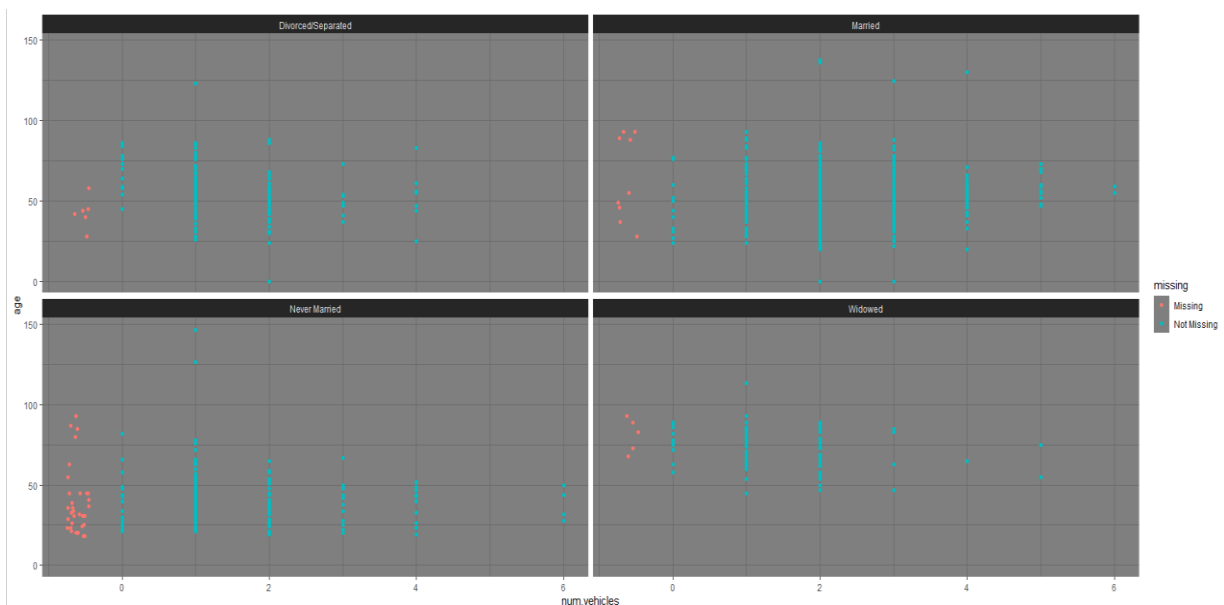 Divorced/Separated
Married
150
100
50
0
Never Married
Widowed
150
100
50
0
age
0
2
4
6
0
2
4
6
num.vehicles
missing
Missing
Not Missing